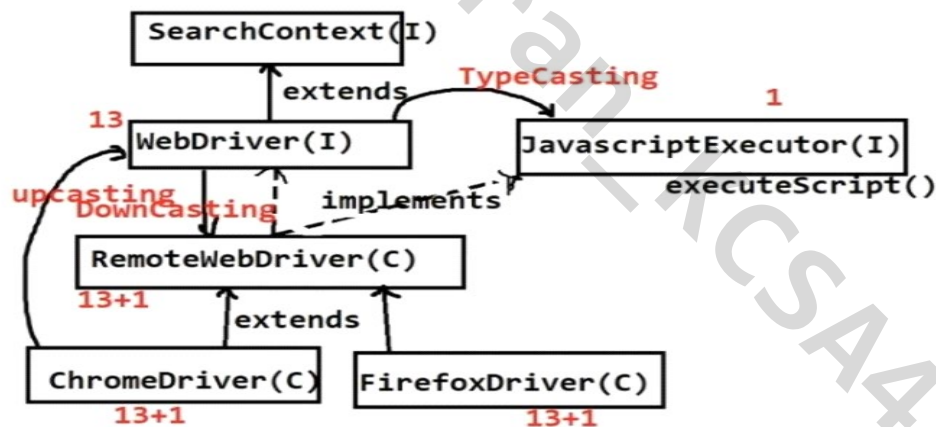 SearchContext(I)
extends
TypeCasting
1
13
WebDriver(I)
JavascriptExecutor(I)
executeScript()
upcasting
DownCasting
implements
RemoteWebDriver(C)
13+1
extends
ChromeDriver(C)
FirefoxDriver(C)
13+1
13+1